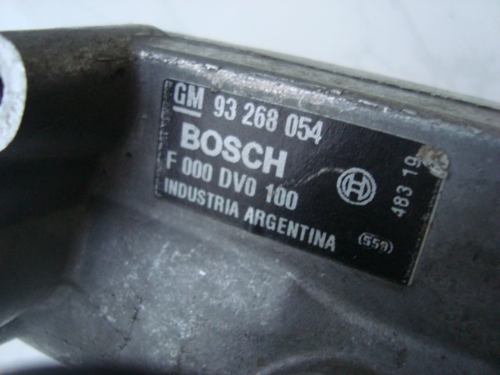 GM 93 268 054
BOSCH
F 000 DV0 100
INDUSTRIA ARGENTINA
(559)
483 19